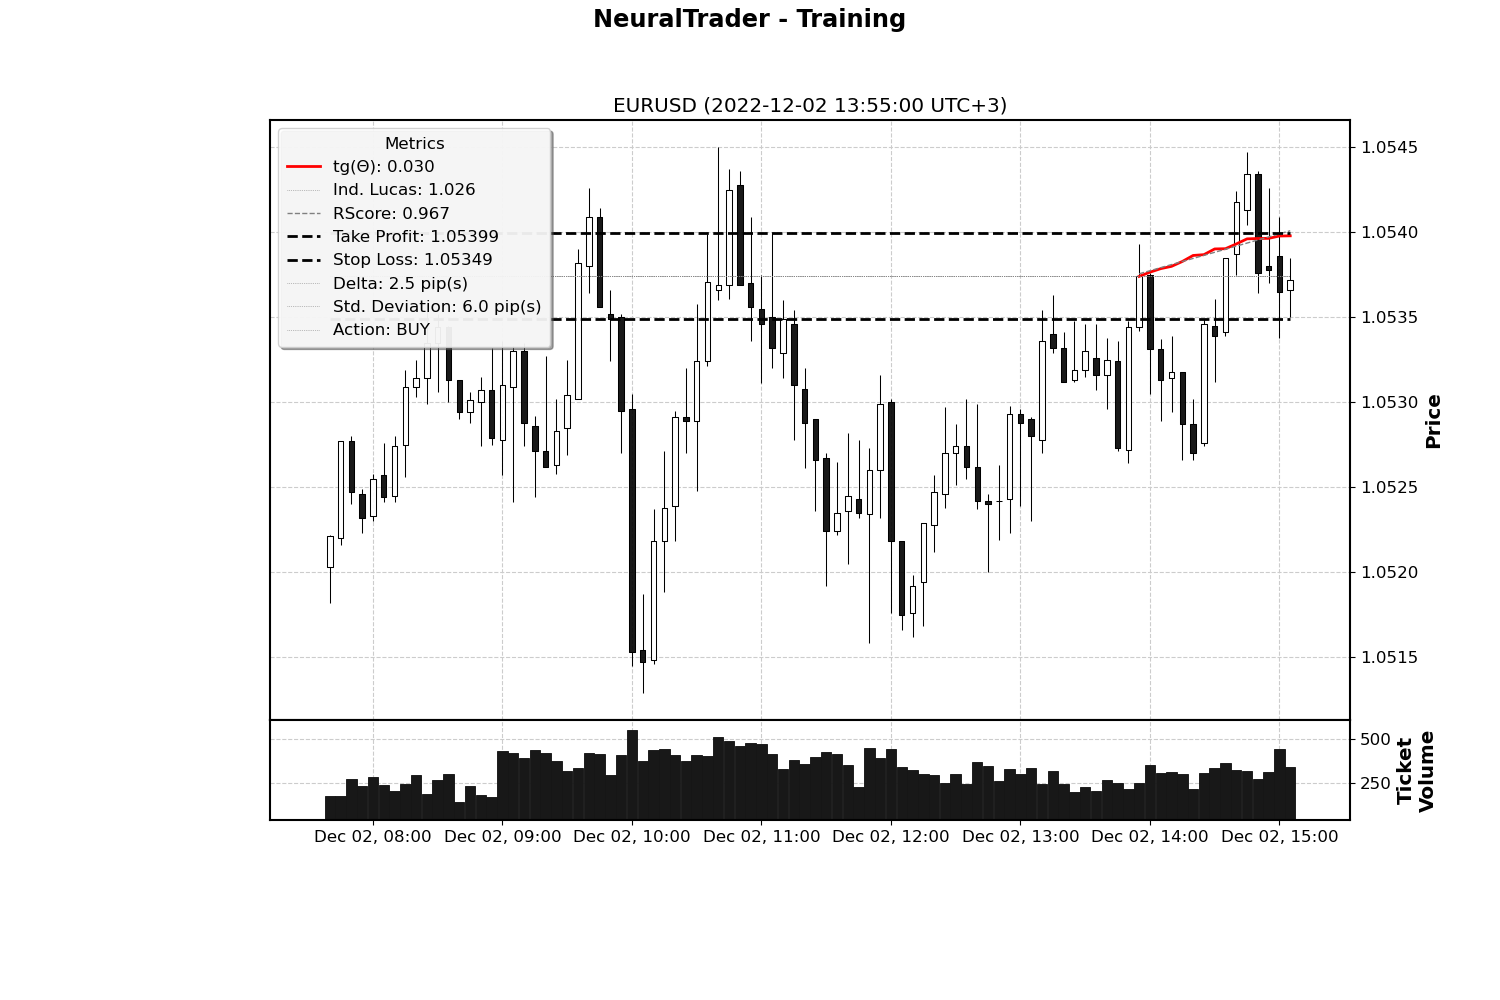 NeuralTrader - Training
EURUSD (2022-12-02 13:55:00 UTC+3)
Metrics
tg(Θ): 0.030
Ind. Lucas: 1.026
RScore: 0.967
Take Profit: 1.05399
Stop Loss: 1.05349
Delta: 2.5 pip(s)
Std. Deviation: 6.0 pip(s)
Action: BUY
1.0545
1.0540
1.0535
1.0530
1.0525
1.0520
1.0515
Price
500
250
Ticket
Volume
Dec 02, 08:00 Dec 02, 09:00 Dec 02, 10:00 Dec 02, 11:00 Dec 02, 12:00 Dec 02, 13:00 Dec 02, 14:00 Dec 02, 15:00